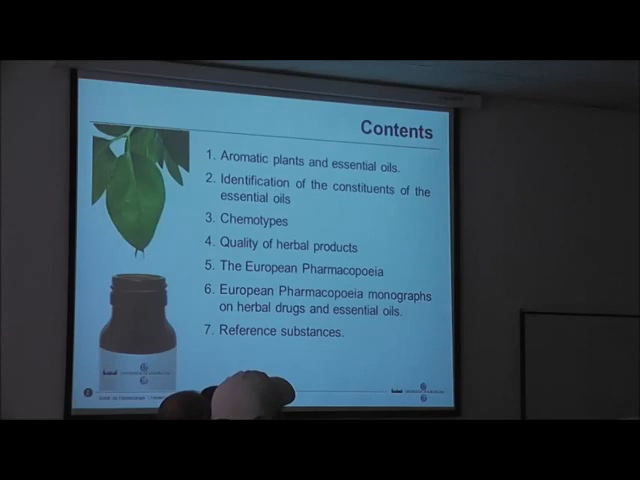 Contents
1. Aromatic plants and essential oils.
2. Identification of the constituents of the
essential oils
3. Chemotypes
4. Quality of herbal products
5. The European Pharmacopoeia
6. European Pharmacopoeia monographs
on herbal drugs and essential oils.
7. Reference substances.